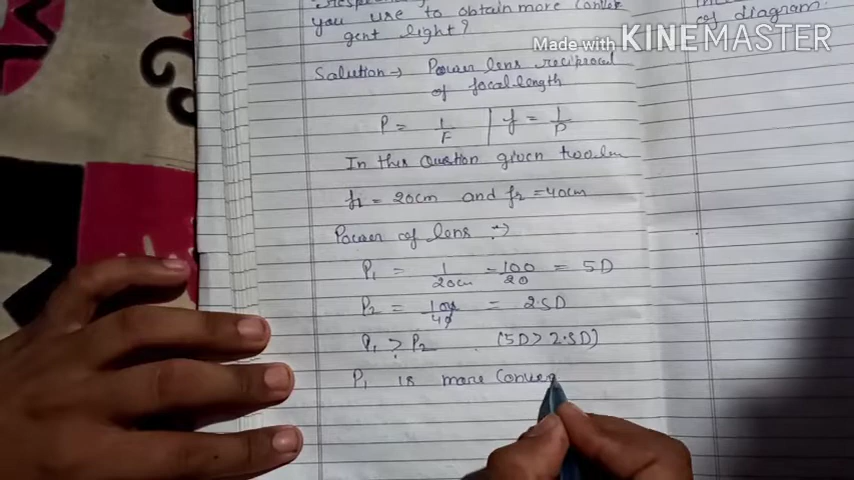 you use to obtain more conver
gent light?
of diagram.
Made with KINEMASTER
Solution → Power lens reciprocal
of focal length
P = 1/F | f = 1/P
In this Question given two
f1 = 20cm and f2 = 40cm
Power of lens :→
P1 = 1/20cm = 100/20 = 5D
P2 = 100/40 = 2.5D
P1 > P2 (5D > 2.5D)
P1 is more Conver